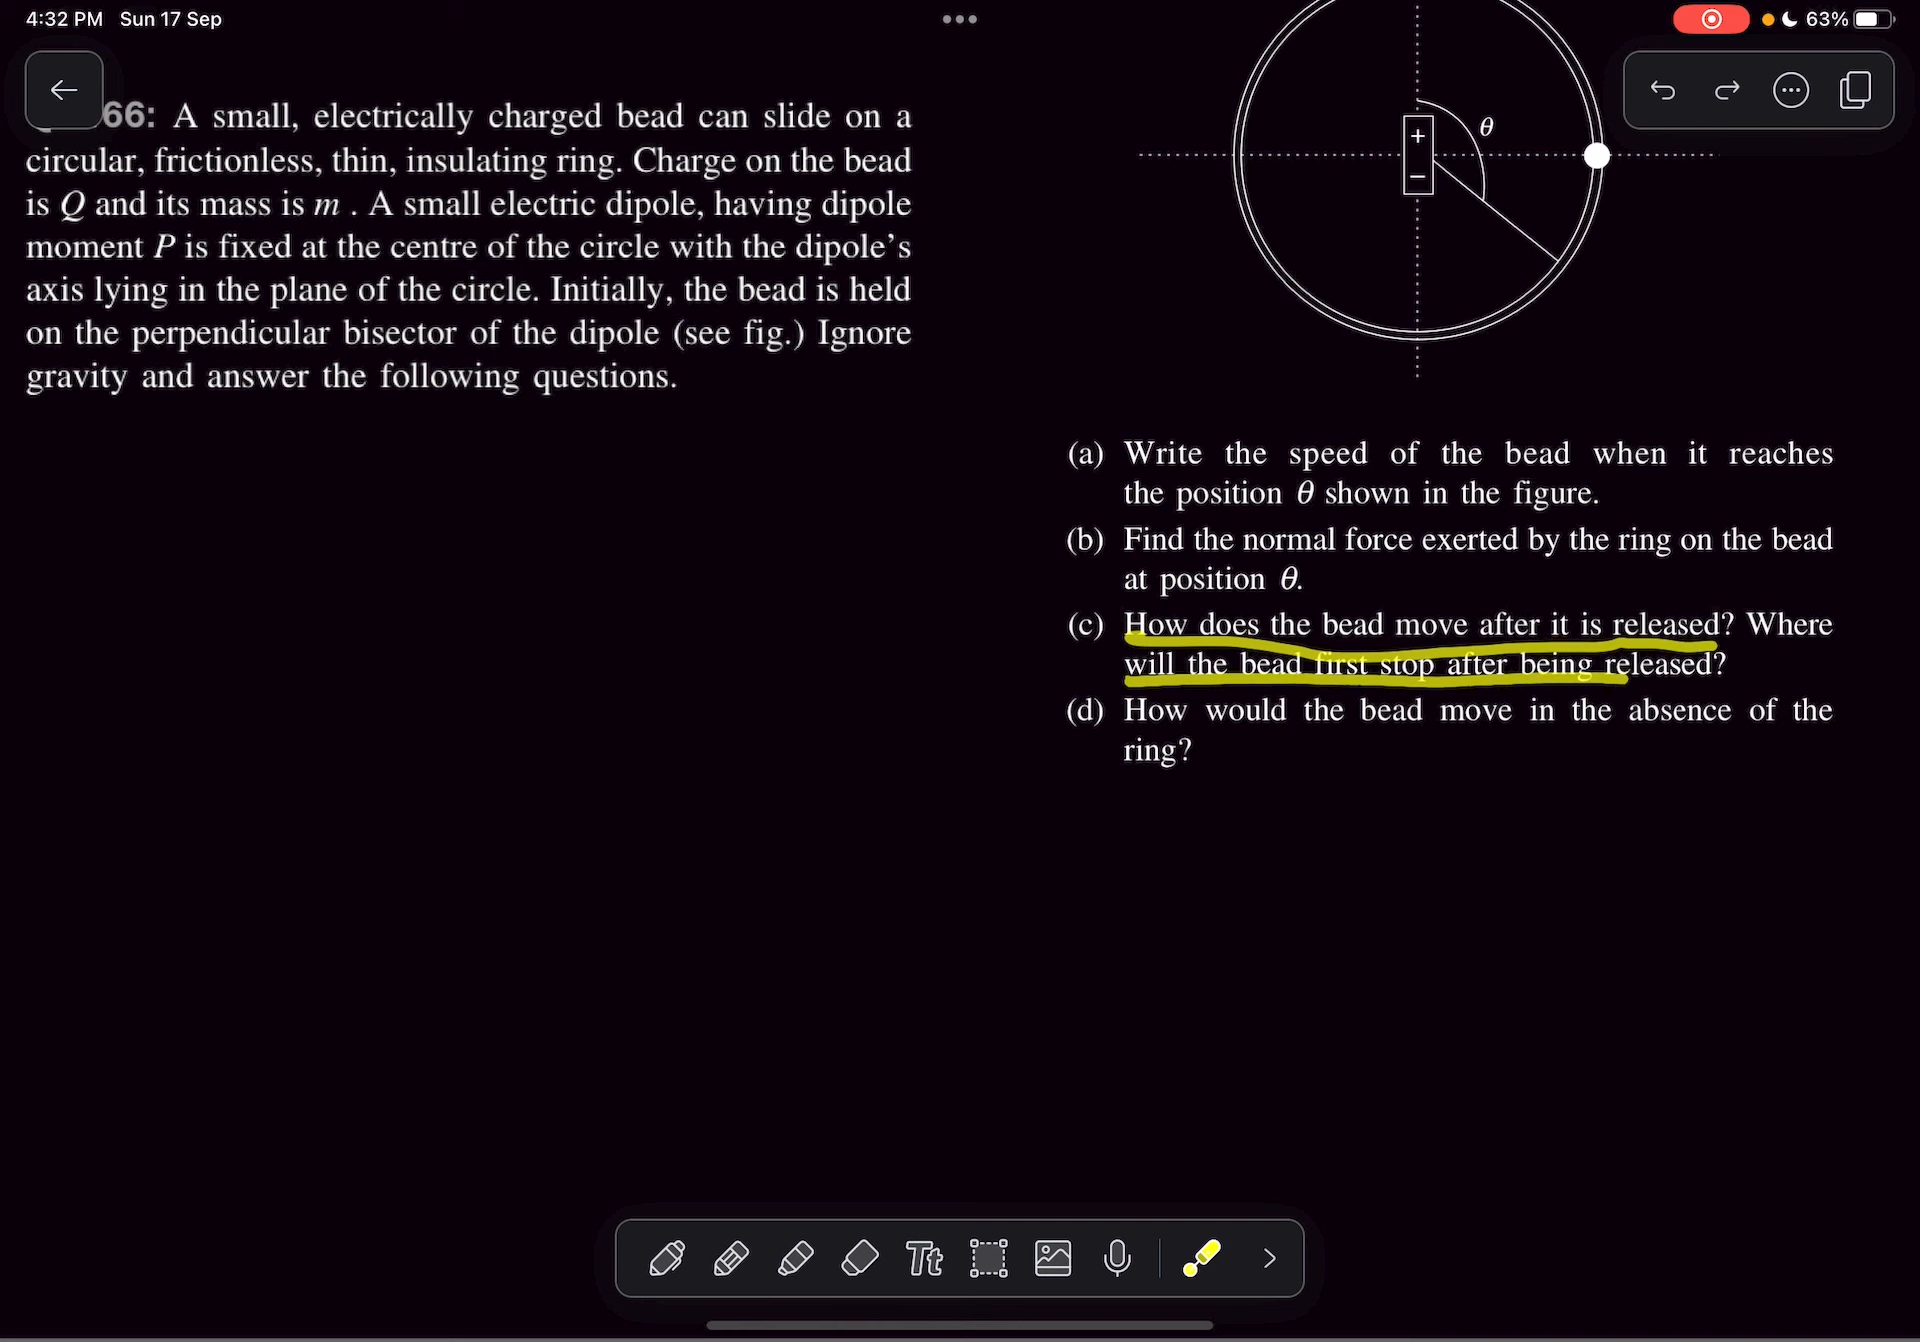 4:32 PM Sun 17 Sep
63%
66: A small, electrically charged bead can slide on a
circular, frictionless, thin, insulating ring. Charge on the bead
is Q and its mass is m . A small electric dipole, having dipole
moment P is fixed at the centre of the circle with the dipole’s
axis lying in the plane of the circle. Initially, the bead is held
on the perpendicular bisector of the dipole (see fig.) Ignore
gravity and answer the following questions.
+
−
θ
(a) Write the speed of the bead when it reaches
the position θ shown in the figure.
(b) Find the normal force exerted by the ring on the bead
at position θ.
(c) How does the bead move after it is released? Where
will the bead first stop after being released?
(d) How would the bead move in the absence of the
ring?
Tt